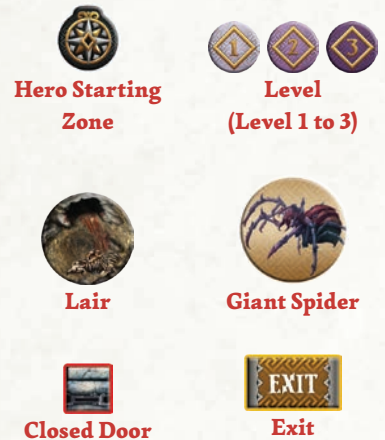 1
2
3
Hero Starting
Zone
Level
(Level 1 to 3)
Lair
Giant Spider
EXIT
Closed Door
Exit